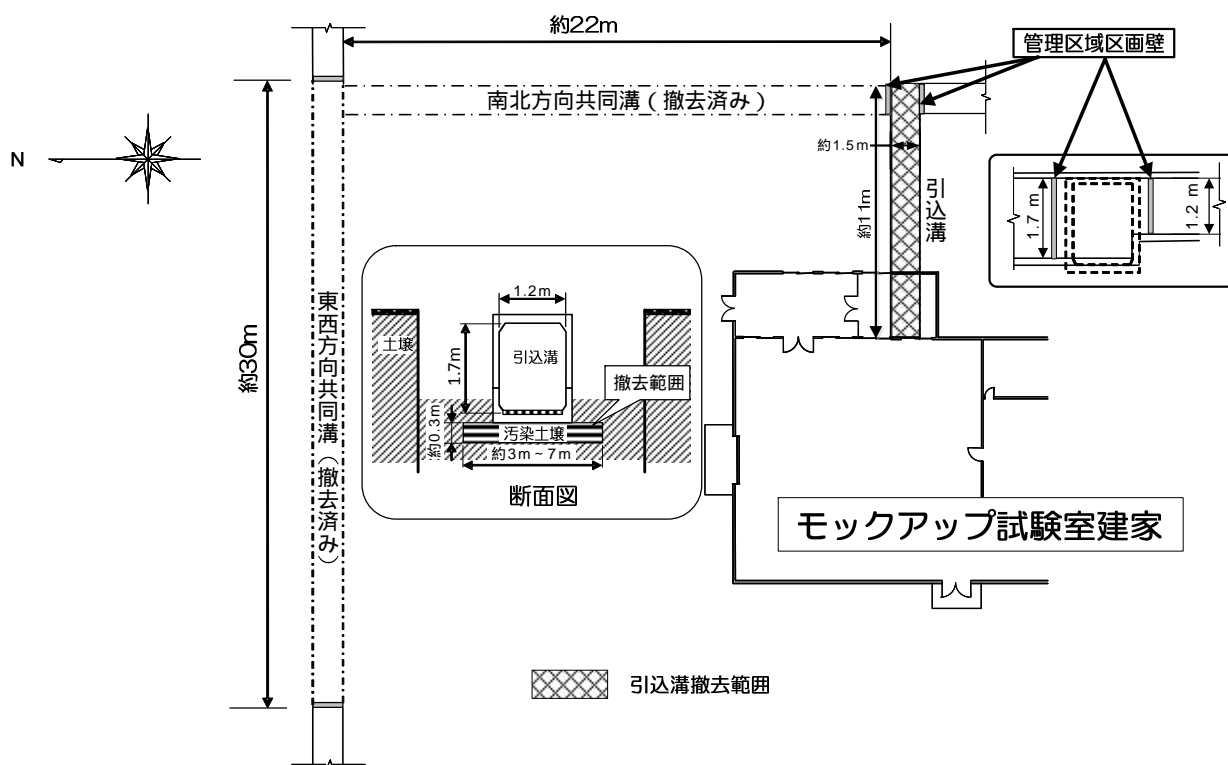 約22m
管理区域区画壁
南北方向共同溝（撤去済み）
約1.5m
N
引込溝
約11m
1.7 m
1.2 m
約30m
東西方向共同溝（撤去済み）
1.2m
土壌
引込溝
1.7m
撤去範囲
約0.3m
汚染土壌
約3m～7m
断面図
モックアップ試験室建家
引込溝撤去範囲